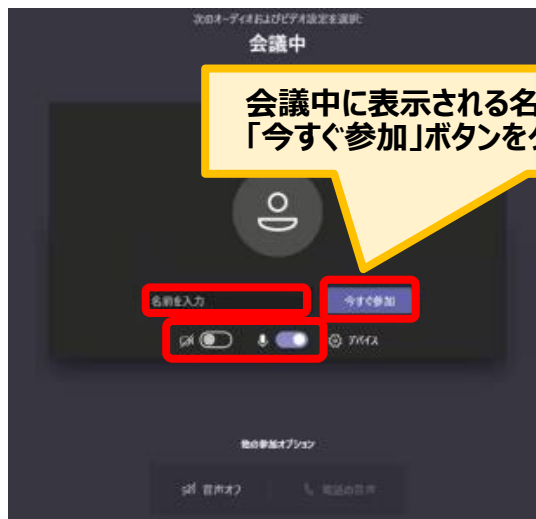 次のオーディオおよびビデオ設定を選択:
会議中
会議中に表示される名
「今すぐ参加」ボタンを
名前を入力
今すぐ参加
デバイス
他の参加オプション
音声オフ
電話の音声